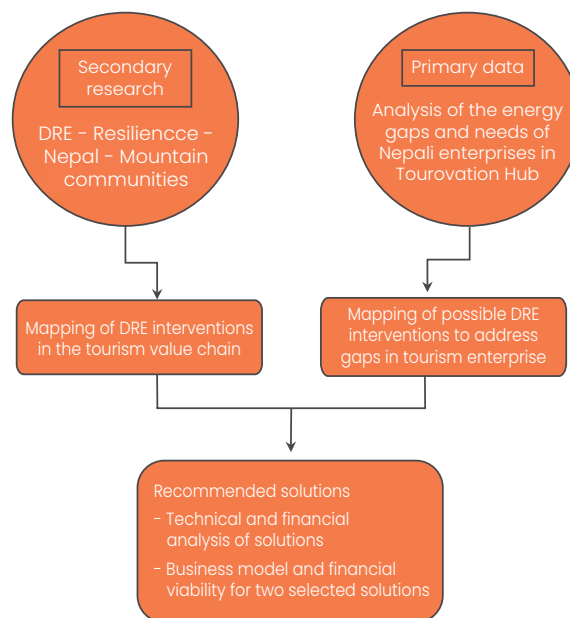 Secondary
research
DRE - Resiliencce -
Nepal - Mountain
communities
Primary data
Analysis of the energy
gaps and needs of
Nepali enterprises in
Tourovation Hub
Mapping of DRE interventions
in the tourism value chain
Mapping of possible DRE
interventions to address
gaps in tourism enterprise
Recommended solutions
- Technical and financial
analysis of solutions
- Business model and financial
viability for two selected solutions